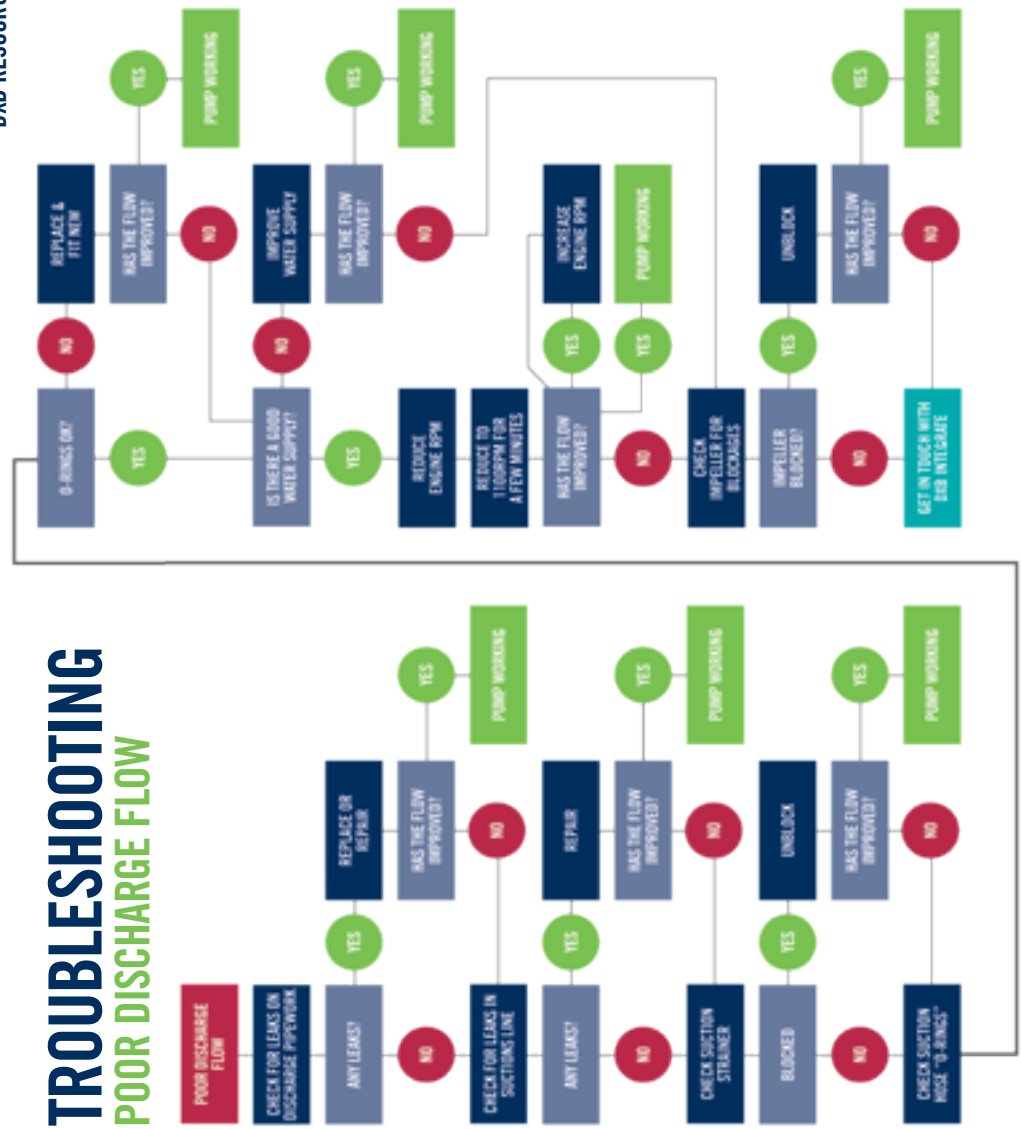 TROUBLESHOOTING
POOR DISCHARGE FLOW
POOR DISCHARGE
FLOW
CHECK FOR LEAKS ON
DISCHARGE PIPEWORK
ANY LEAKS?
YES
REPLACE OR
REPAIR
HAS THE FLOW
IMPROVED?
YES
PUMP WORKING
NO
NO
CHECK FOR LEAKS IN
SUCTIONS LINE
ANY LEAKS?
YES
REPAIR
HAS THE FLOW
IMPROVED?
YES
PUMP WORKING
NO
NO
CHECK SUCTION
STRAINER
BLOCKED
YES
UNBLOCK
HAS THE FLOW
IMPROVED?
YES
PUMP WORKING
NO
NO
CHECK SUCTION
HOSE "O-RINGS"
O-RINGS OK?
NO
REPLACE &
FIT NEW
HAS THE FLOW
IMPROVED?
YES
PUMP WORKING
NO
YES
IS THERE A GOOD
WATER SUPPLY?
NO
IMPROVE
WATER SUPPLY
HAS THE FLOW
IMPROVED?
YES
PUMP WORKING
NO
YES
REDUCE
ENGINE RPM
REDUCE TO
1100RPM FOR
A FEW MINUTES
HAS THE FLOW
IMPROVED?
YES
INCREASE
ENGINE RPM
YES
PUMP WORKING
NO
CHECK
IMPELLER FOR
BLOCKAGES
IMPELLER
BLOCKED?
YES
UNBLOCK
HAS THE FLOW
IMPROVED?
YES
PUMP WORKING
NO
NO
GET IN TOUCH WITH
DXB INTEGRATE